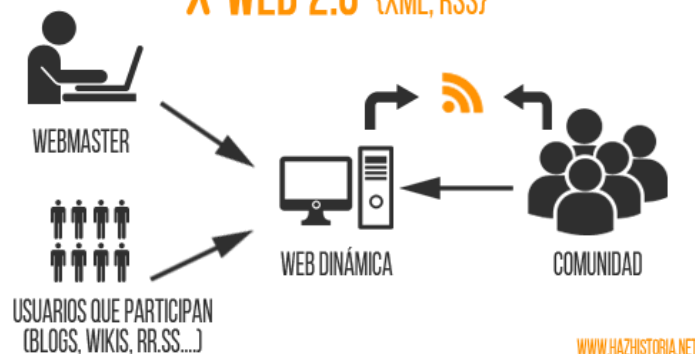 X WEB 2.0 (XML, RSS)
WEBMASTER
WEB DINÁMICA
COMUNIDAD
USUARIOS QUE PARTICIPAN
(BLOGS, WIKIS, RR.SS....)
WWW.HAZHISTORIA.NET